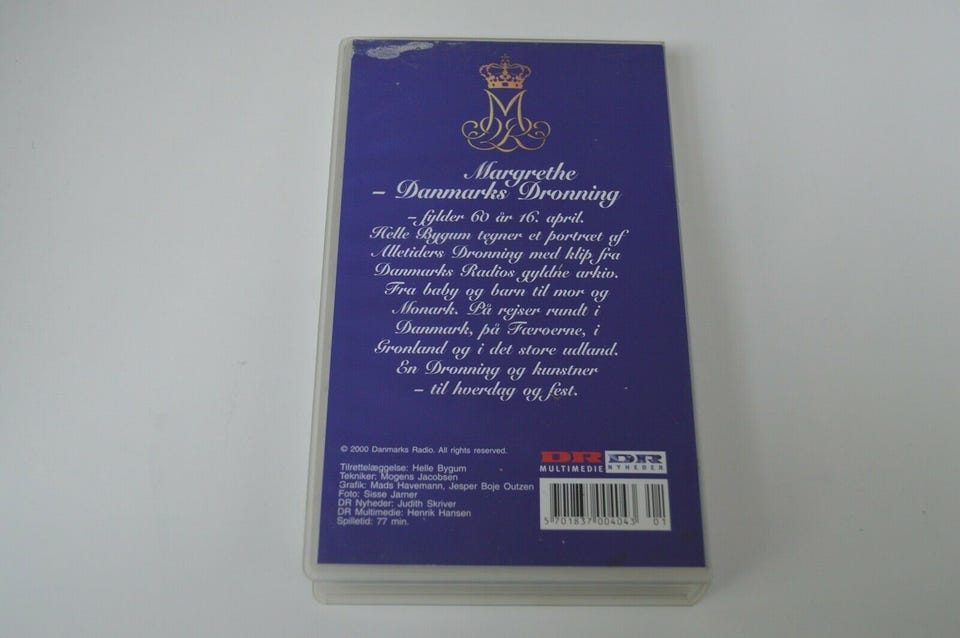 Margrethe
– Danmarks Dronning
– fylder 60 år 16. april.
Helle Bygum tegner et portræt af
Alletiders Dronning med klip fra
Danmarks Radios gyldne arkiv.
Fra baby og barn til mor og
Monark. På rejser rundt i
Danmark, på Færøerne, i
Grønland og i det store udland.
En Dronning og kunstner
– til hverdag og fest.
© 2000 Danmarks Radio. All rights reserved.
Tilrettelæggelse: Helle Bygum
Tekniker: Mogens Jacobsen
Grafik: Mads Havemann, Jesper Boje Outzen
Foto: Sisse Jarner
DR Nyheder: Judith Skriver
DR Multimedie: Henrik Hansen
Spilletid: 77 min.
DR MULTIMEDIE
DR NYHEDER
5 701837 004043 01